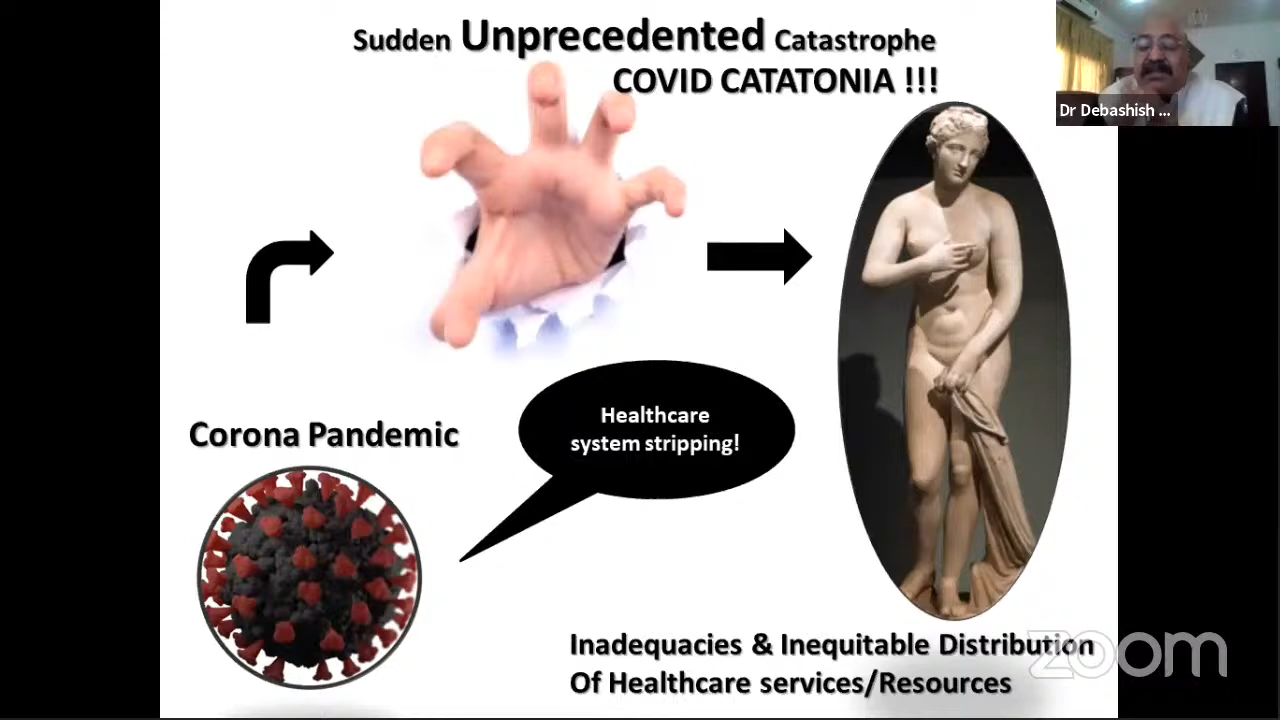 Sudden Unprecedented Catastrophe
COVID CATATONIA !!!
Dr Debashish ...
Healthcare
system stripping!
Corona Pandemic
Inadequacies & Inequitable Distribution
Of Healthcare services/Resources
zoom